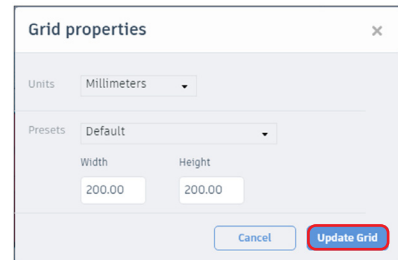 Grid properties
×
Units Millimeters
Presets Default
Width Height
200.00 200.00
Cancel Update Grid